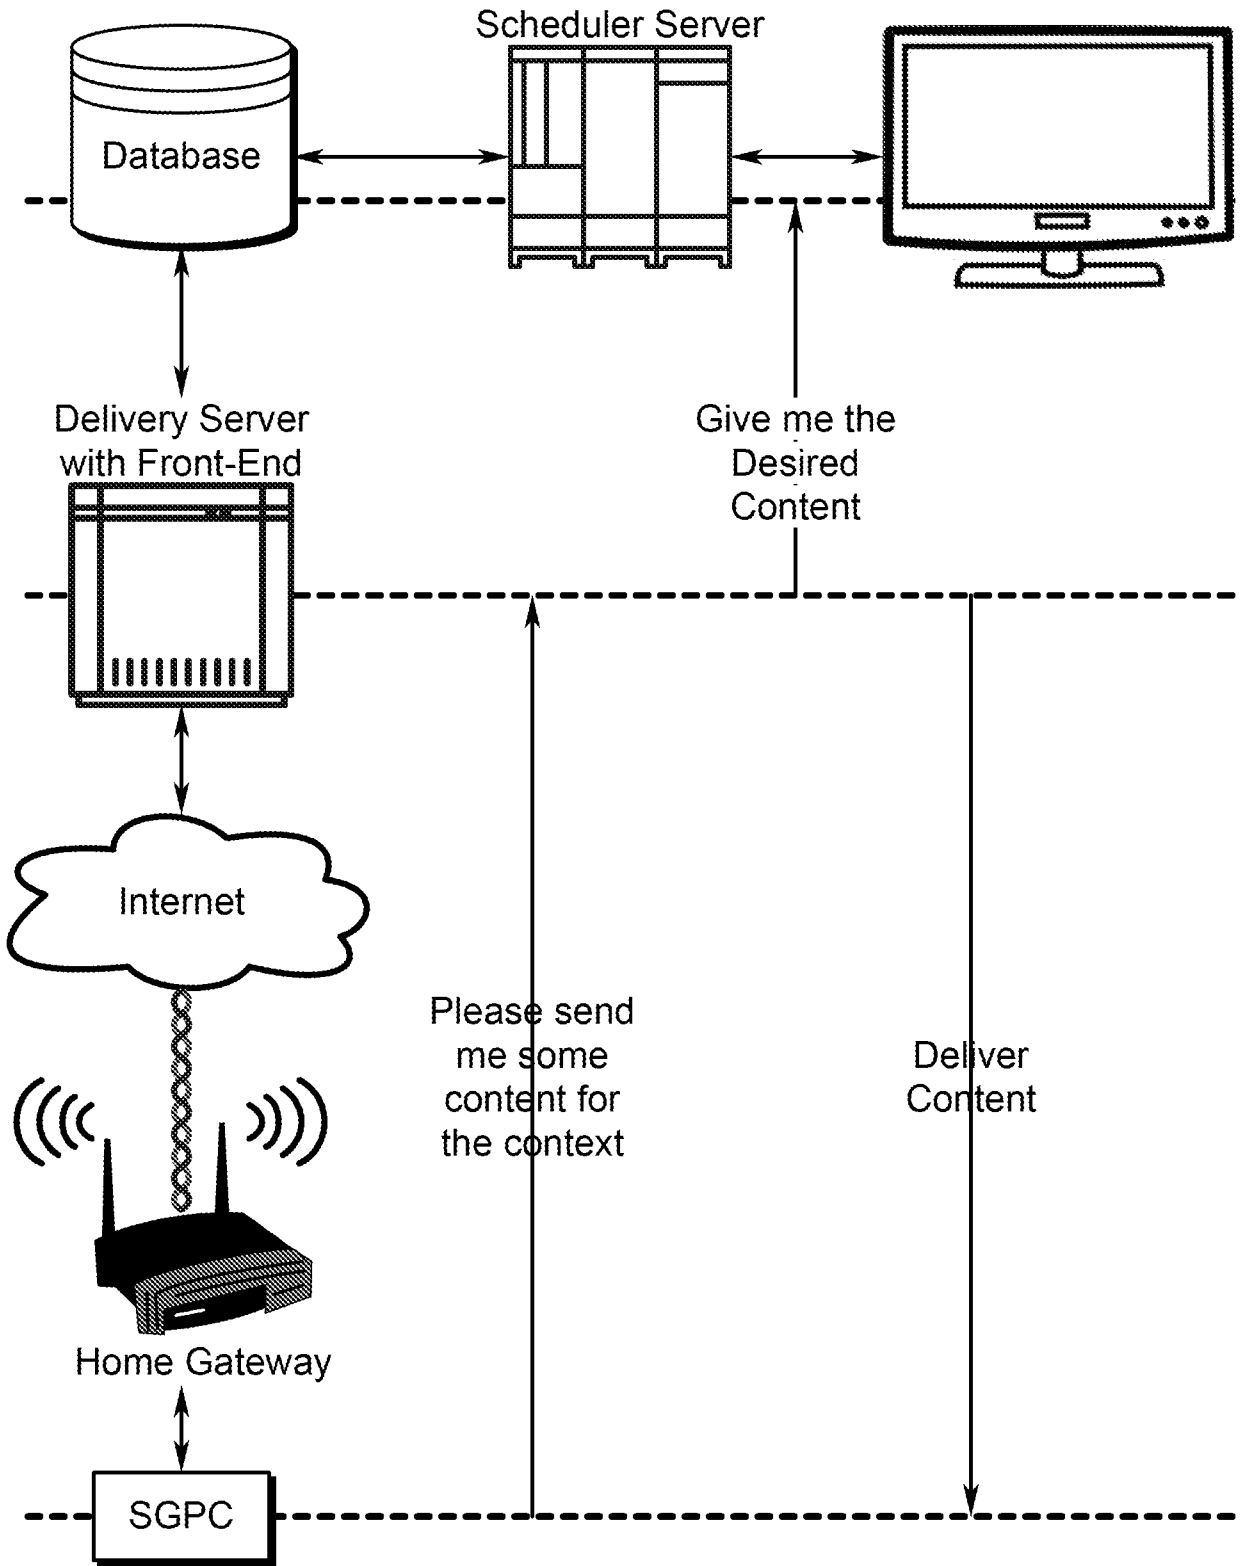 Scheduler Server
Database
Delivery Server
with Front-End
Give me the
Desired
Content
Internet
Please send
me some
content for
the context
Deliver
Content
Home Gateway
SGPC